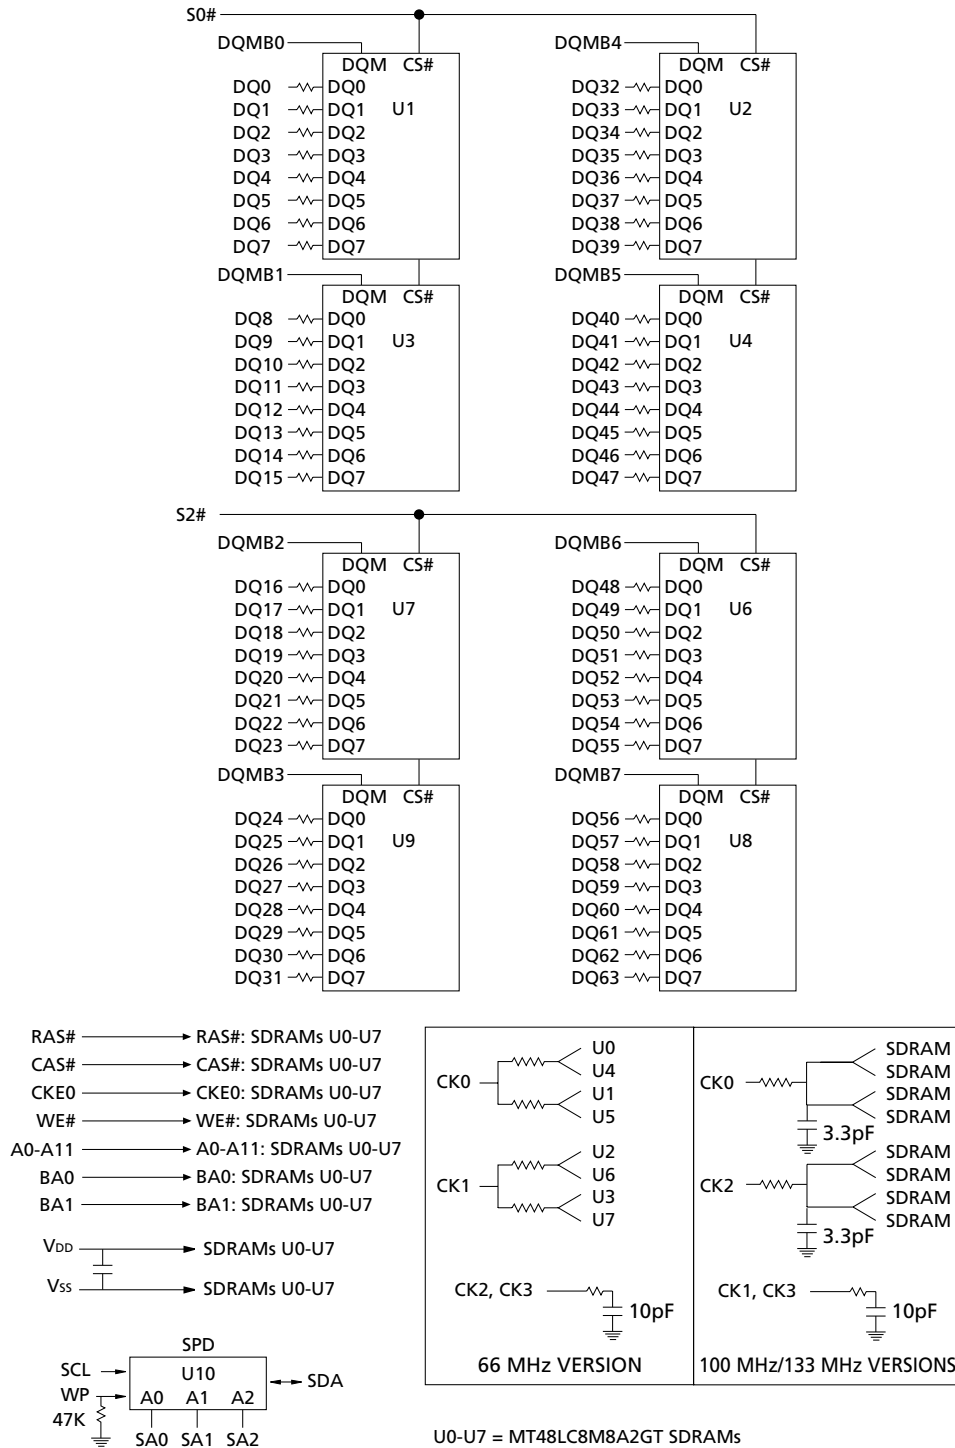 S0#
DQMB0
DQM CS#
DQ0 DQ0
DQ1 DQ1 U1
DQ2 DQ2
DQ3 DQ3
DQ4 DQ4
DQ5 DQ5
DQ6 DQ6
DQ7 DQ7
DQMB4
DQM CS#
DQ32 DQ0
DQ33 DQ1 U2
DQ34 DQ2
DQ35 DQ3
DQ36 DQ4
DQ37 DQ5
DQ38 DQ6
DQ39 DQ7
DQMB1
DQM CS#
DQ8 DQ0
DQ9 DQ1 U3
DQ10 DQ2
DQ11 DQ3
DQ12 DQ4
DQ13 DQ5
DQ14 DQ6
DQ15 DQ7
DQMB5
DQM CS#
DQ40 DQ0
DQ41 DQ1 U4
DQ42 DQ2
DQ43 DQ3
DQ44 DQ4
DQ45 DQ5
DQ46 DQ6
DQ47 DQ7
S2#
DQMB2
DQM CS#
DQ16 DQ0
DQ17 DQ1 U7
DQ18 DQ2
DQ19 DQ3
DQ20 DQ4
DQ21 DQ5
DQ22 DQ6
DQ23 DQ7
DQMB6
DQM CS#
DQ48 DQ0
DQ49 DQ1 U6
DQ50 DQ2
DQ51 DQ3
DQ52 DQ4
DQ53 DQ5
DQ54 DQ6
DQ55 DQ7
DQMB3
DQM CS#
DQ24 DQ0
DQ25 DQ1 U9
DQ26 DQ2
DQ27 DQ3
DQ28 DQ4
DQ29 DQ5
DQ30 DQ6
DQ31 DQ7
DQMB7
DQM CS#
DQ56 DQ0
DQ57 DQ1 U8
DQ58 DQ2
DQ59 DQ3
DQ60 DQ4
DQ61 DQ5
DQ62 DQ6
DQ63 DQ7
RAS# RAS#: SDRAMs U0-U7
CAS# CAS#: SDRAMs U0-U7
CKE0 CKE0: SDRAMs U0-U7
WE# WE#: SDRAMs U0-U7
A0-A11 A0-A11: SDRAMs U0-U7
BA0 BA0: SDRAMs U0-U7
BA1 BA1: SDRAMs U0-U7
VDD SDRAMs U0-U7
Vss SDRAMs U0-U7
SPD
SCL
U10
SDA
WP
A0 A1 A2
47K
SA0 SA1 SA2
CK0
U0
U4
U1
U5
CK1
U2
U6
U3
U7
CK2, CK3
10pF
66 MHz VERSION
CK0
SDRAM
SDRAM
SDRAM
SDRAM
3.3pF
CK2
SDRAM
SDRAM
SDRAM
SDRAM
3.3pF
CK1, CK3
10pF
100 MHz/133 MHz VERSIONS
U0-U7 = MT48LC8M8A2GT SDRAMs